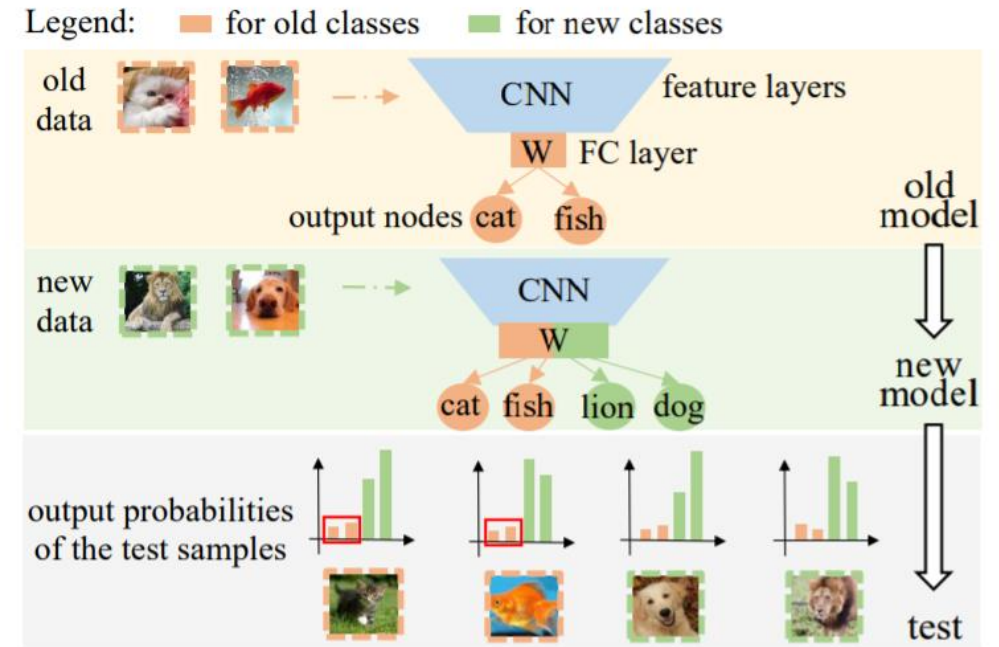 Legend: for old classes for new classes
old
data
CNN
feature layers
W FC layer
output nodes cat fish
old
model
new
data
CNN
W
cat fish lion dog
new
model
output probabilities
of the test samples
test